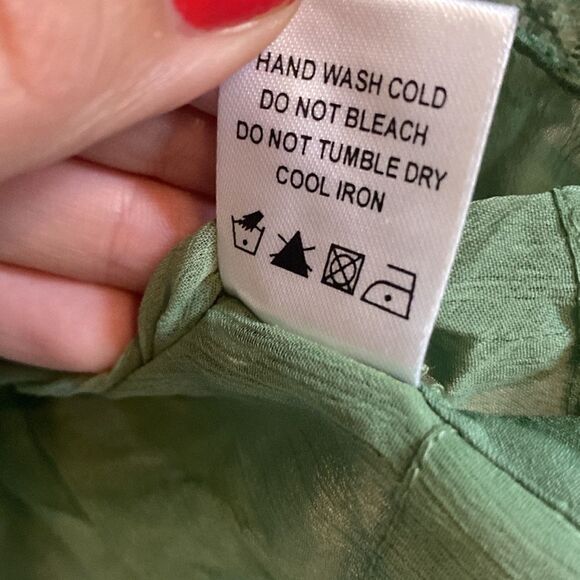 HAND WASH COLD
DO NOT BLEACH
DO NOT TUMBLE DRY
COOL IRON